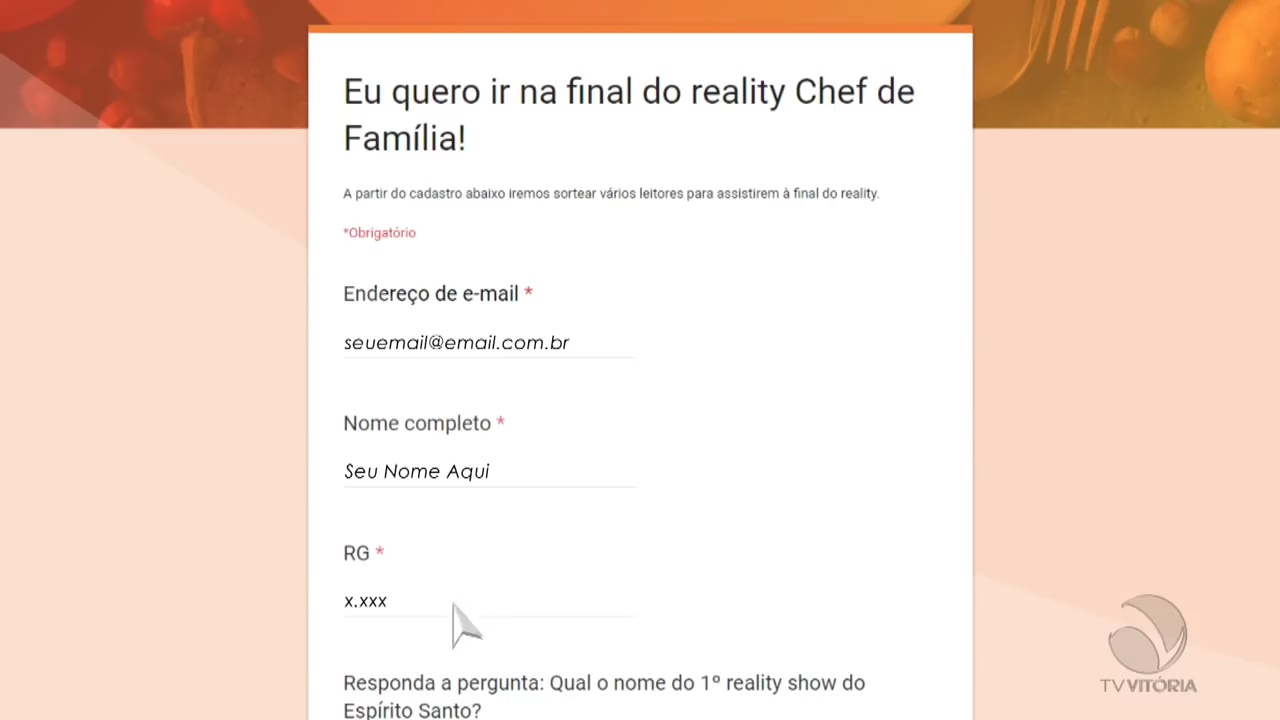 Eu quero ir na final do reality Chef de
Família!
A partir do cadastro abaixo iremos sortear vários leitores para assistirem à final do reality.
*Obrigatório
Endereço de e-mail *
seuemail@email.com.br
Nome completo *
Seu Nome Aqui
RG *
x.xxx
Responda a pergunta: Qual o nome do 1º reality show do
Espírito Santo?
TV VITÓRIA